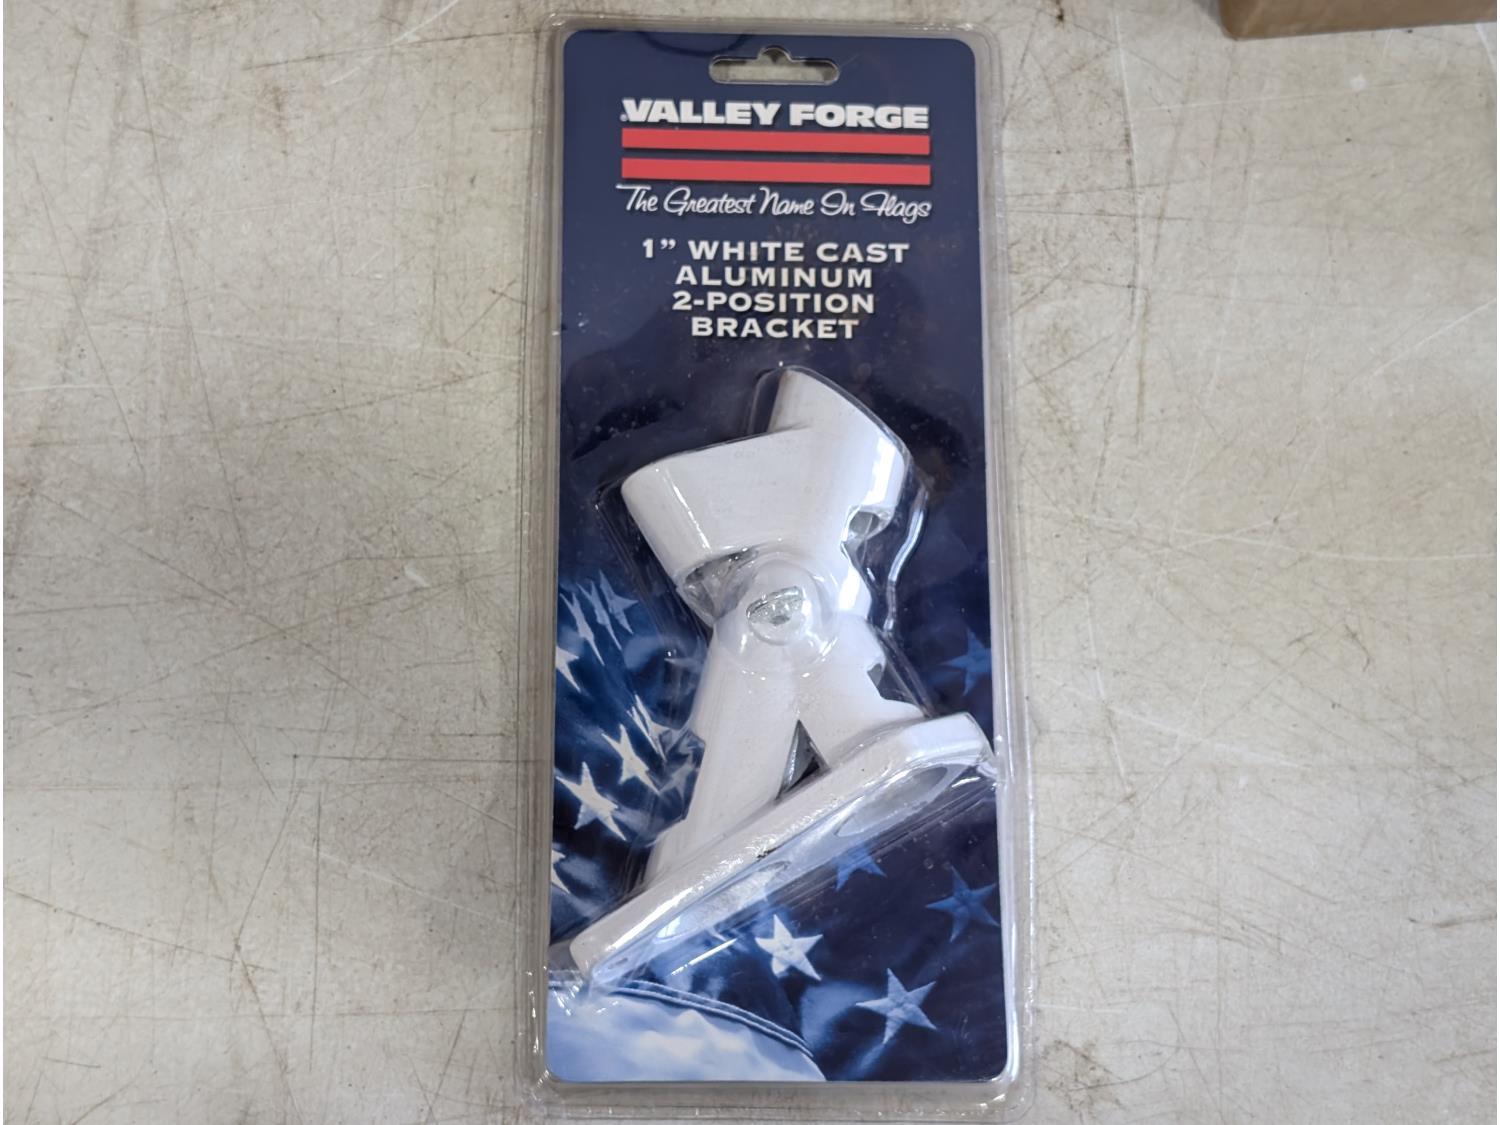 VALLEY FORGE
The Greatest Name In Flags
1” WHITE CAST
ALUMINUM
2-POSITION
BRACKET